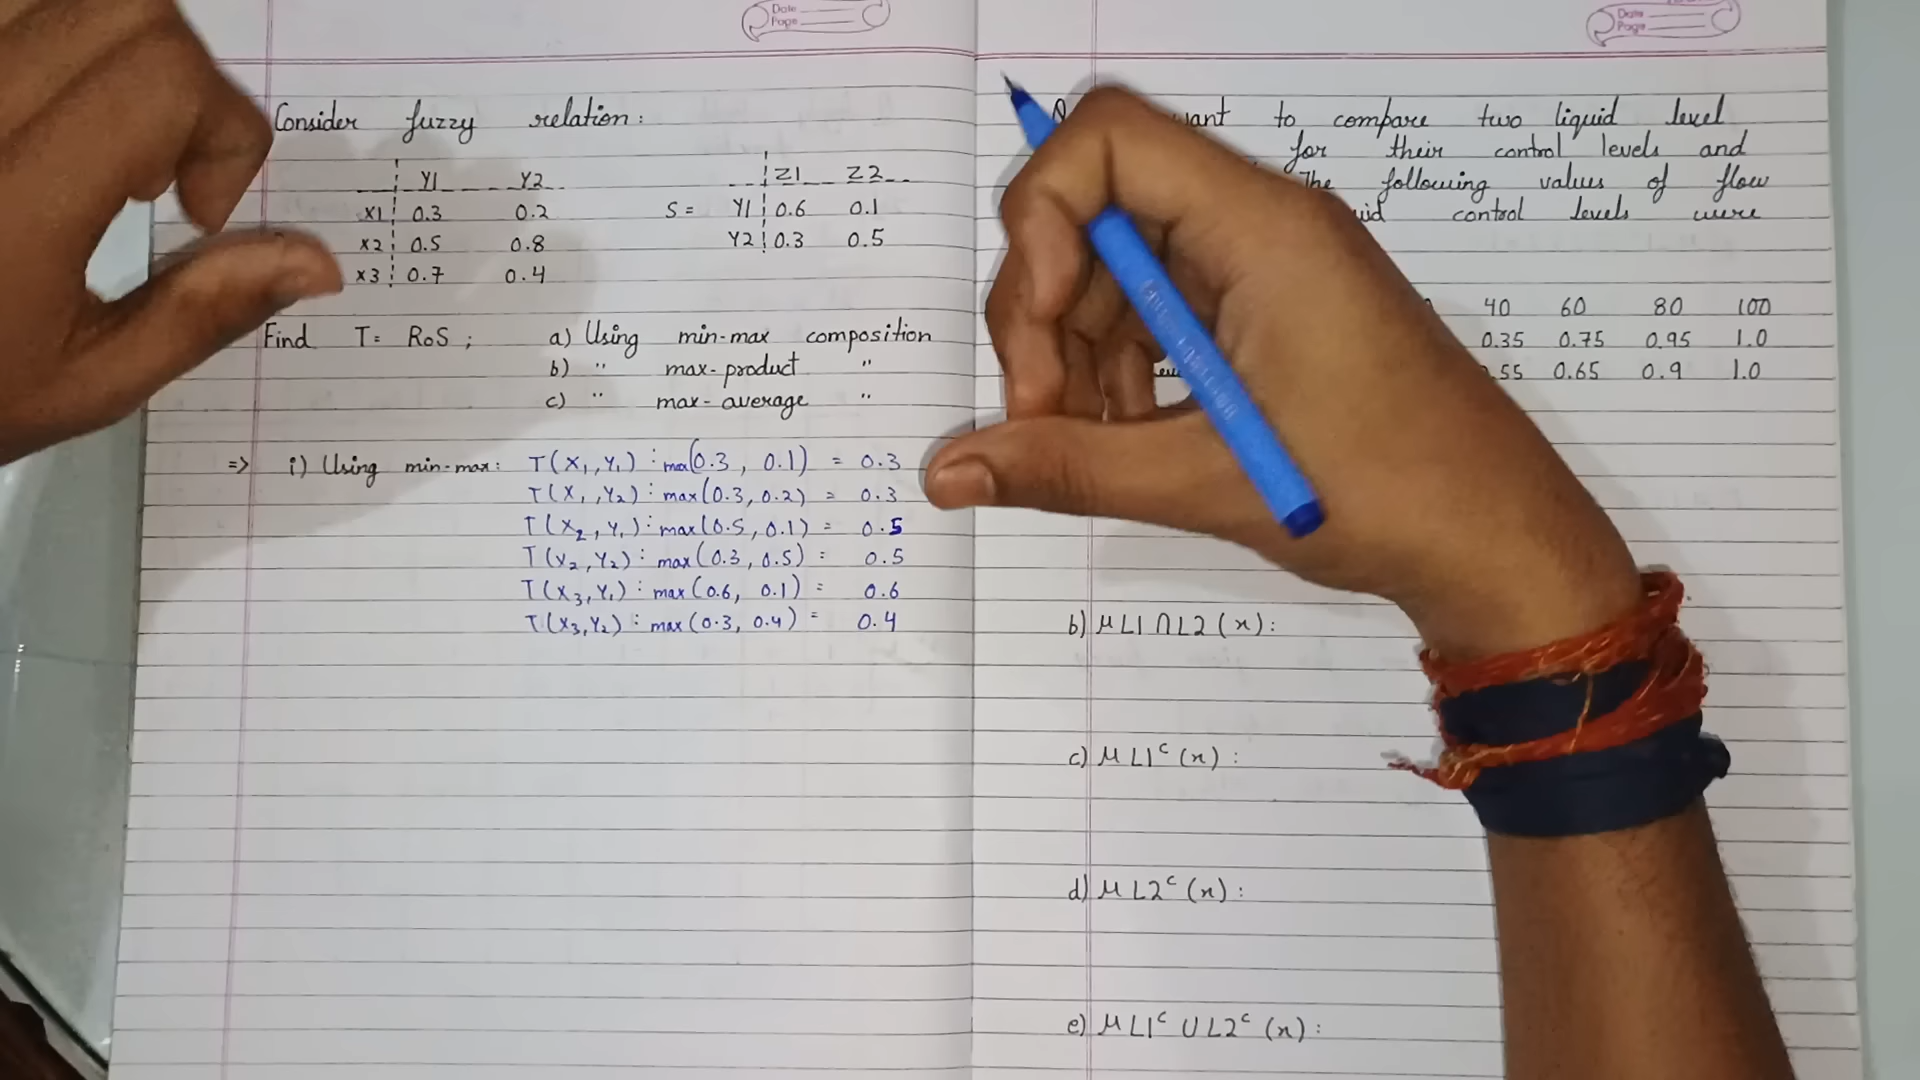 Date
Page
Consider fuzzy relation:
Y1 Y2
X1 0.3 0.2
X2 0.5 0.8
X3 0.7 0.4
Z1 Z2
S = Y1 0.6 0.1
Y2 0.3 0.5
Find T = RoS ; a) Using min-max composition
b) " max-product "
c) " max-average "
=> i) Using min-max: T(X₁,Y₁) : max(0.3, 0.1) = 0.3
T(X₁,Y₂) : max(0.3, 0.2) = 0.3
T(X₂,Y₁) : max(0.5, 0.1) = 0.5
T(X₂,Y₂) : max(0.3, 0.5) = 0.5
T(X₃,Y₁) : max(0.6, 0.1) = 0.6
T(X₃,Y₂) : max(0.3, 0.4) = 0.4
Date
Page
want to compare two liquid level
for their control levels and
The following values of flow
control levels were
40 60 80 100
0.35 0.75 0.95 1.0
.55 0.65 0.9 1.0
b) μL1∩L2(x):
c) μL1ᶜ(x):
d) μL2ᶜ(x):
e) μL1ᶜ∪L2ᶜ(x):